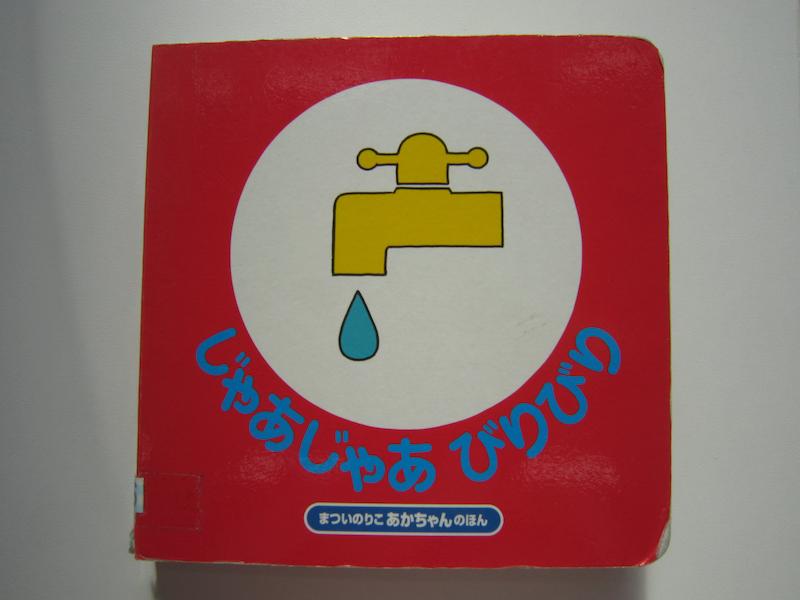 じゃあじゃあ びりびり
まついのりこ あかちゃんのほん